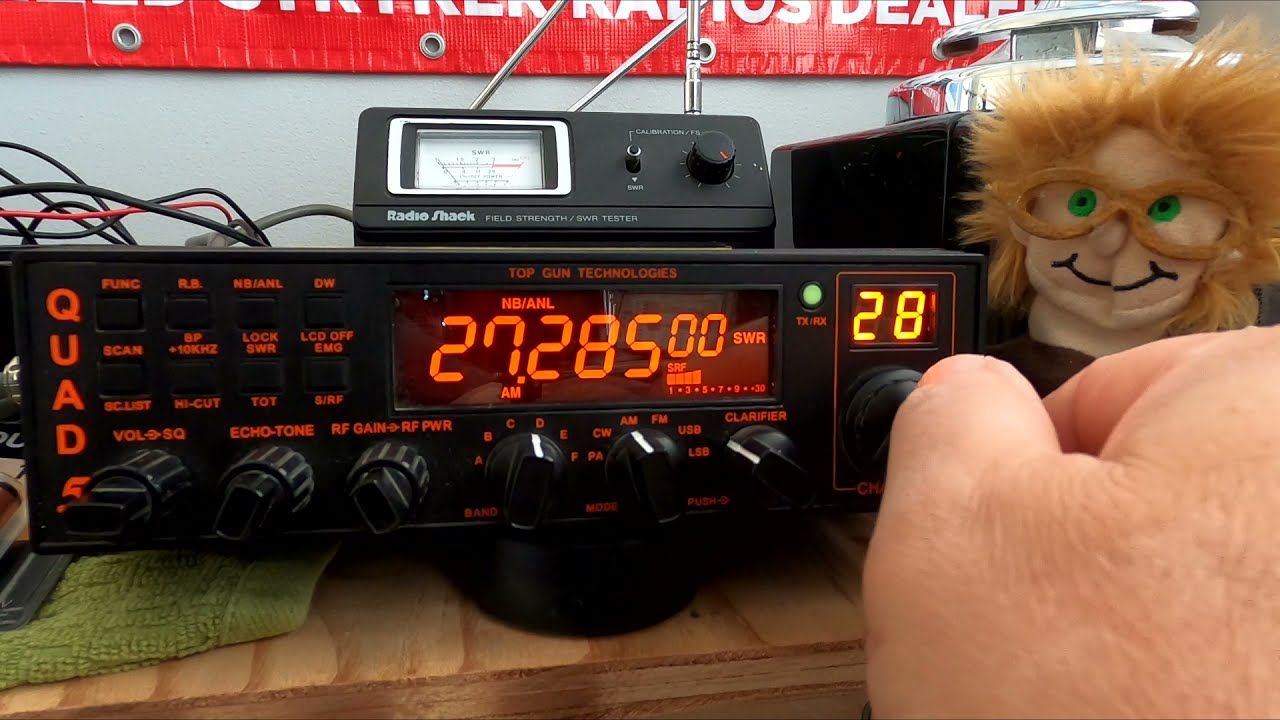 STRYKER RADIOS DEALER
CALIBRATION / FS
SWR
SWR
Radio Shack FIELD STRENGTH / SWR TESTER
TOP GUN TECHNOLOGIES
QUAD 5
FUNC R.B. NB/ANL DW
SCAN BP +10KHZ LOCK SWR LCD OFF EMG
SC.LIST HI-CUT TOT S/RF
NB/ANL
27.28500 SWR
AM
SRF
1 • 3 • 5 • 7 • 9 • +30
TX / RX
28
VOL SQ ECHO-TONE RF GAIN RF PWR
A B C D E F
BAND
PA CW AM FM USB LSB
MODE
CLARIFIER
PUSH